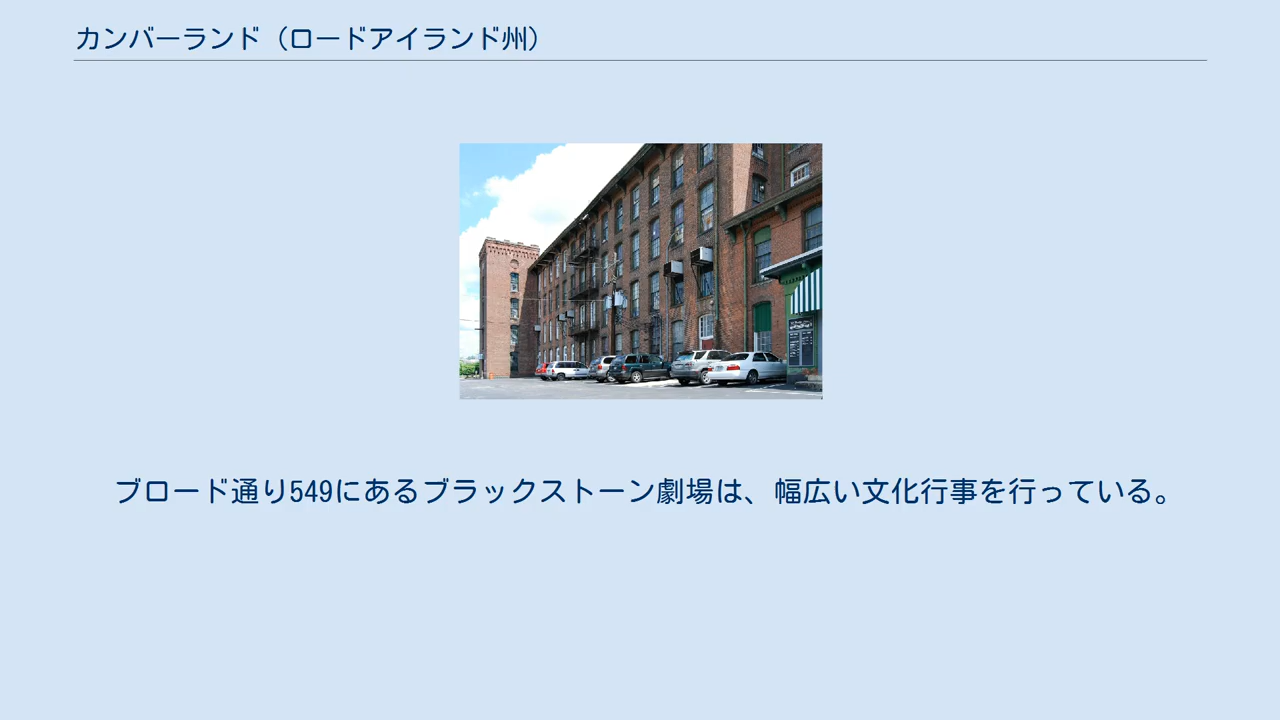 カンバーランド（ロードアイランド州）
ブロード通り549にあるブラックストーン劇場は、幅広い文化行事を行っている。